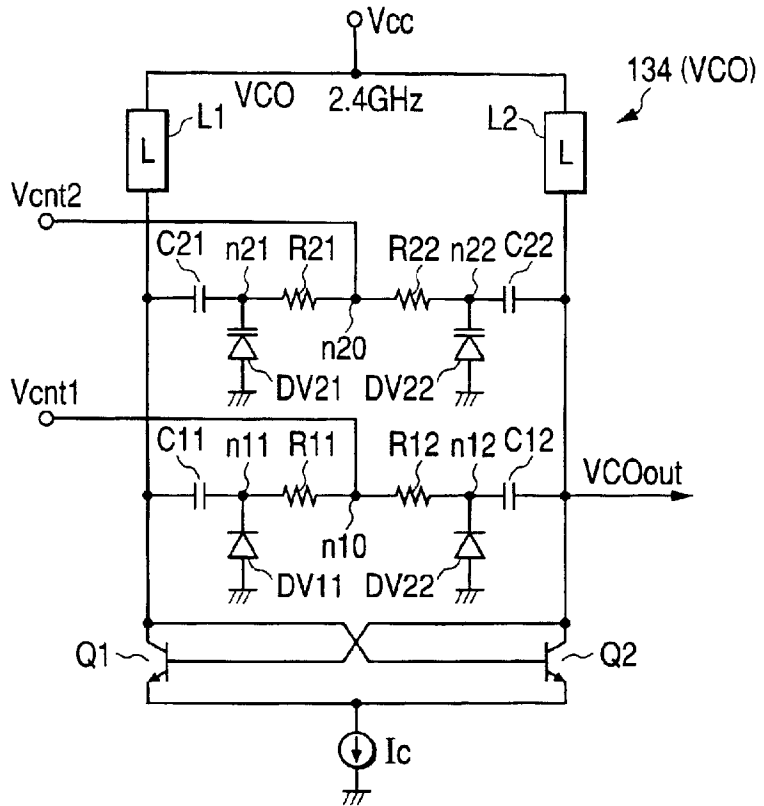 Vcc
134 (VCO)
VCO 2.4GHz
L1
L2
L
L
Vcnt2
C21 n21 R21 R22 n22 C22
n20
DV21 DV22
Vcnt1
C11 n11 R11 R12 n12 C12
VCOout
n10
DV11 DV22
Q1 Q2
Ic